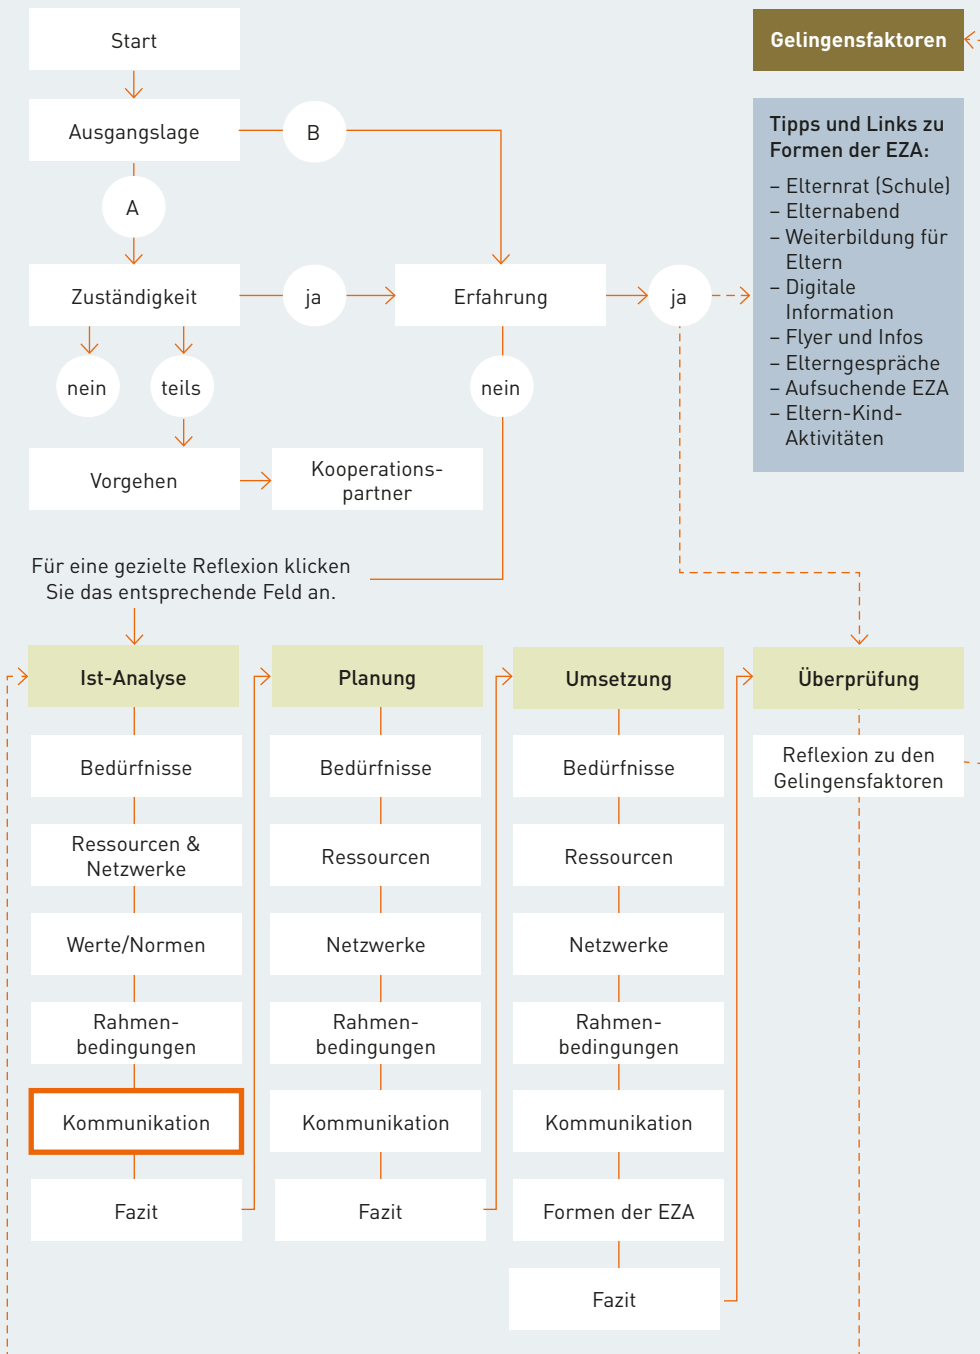 Start
Gelingensfaktoren
Ausgangslage
B
A
Tipps und Links zu
Formen der EZA:
– Elternrat (Schule)
– Elternabend
– Weiterbildung für
Eltern
– Digitale
Information
– Flyer und Infos
– Elterngespräche
– Aufsuchende EZA
– Eltern-Kind-
Aktivitäten
Zuständigkeit
ja
Erfahrung
ja
nein
teils
nein
Vorgehen
Kooperations-
partner
Für eine gezielte Reflexion klicken
Sie das entsprechende Feld an.
Ist-Analyse
Bedürfnisse
Ressourcen &
Netzwerke
Werte/Normen
Rahmen-
bedingungen
Kommunikation
Fazit
Planung
Bedürfnisse
Ressourcen
Netzwerke
Rahmen-
bedingungen
Kommunikation
Fazit
Umsetzung
Bedürfnisse
Ressourcen
Netzwerke
Rahmen-
bedingungen
Kommunikation
Formen der EZA
Fazit
Überprüfung
Reflexion zu den
Gelingensfaktoren